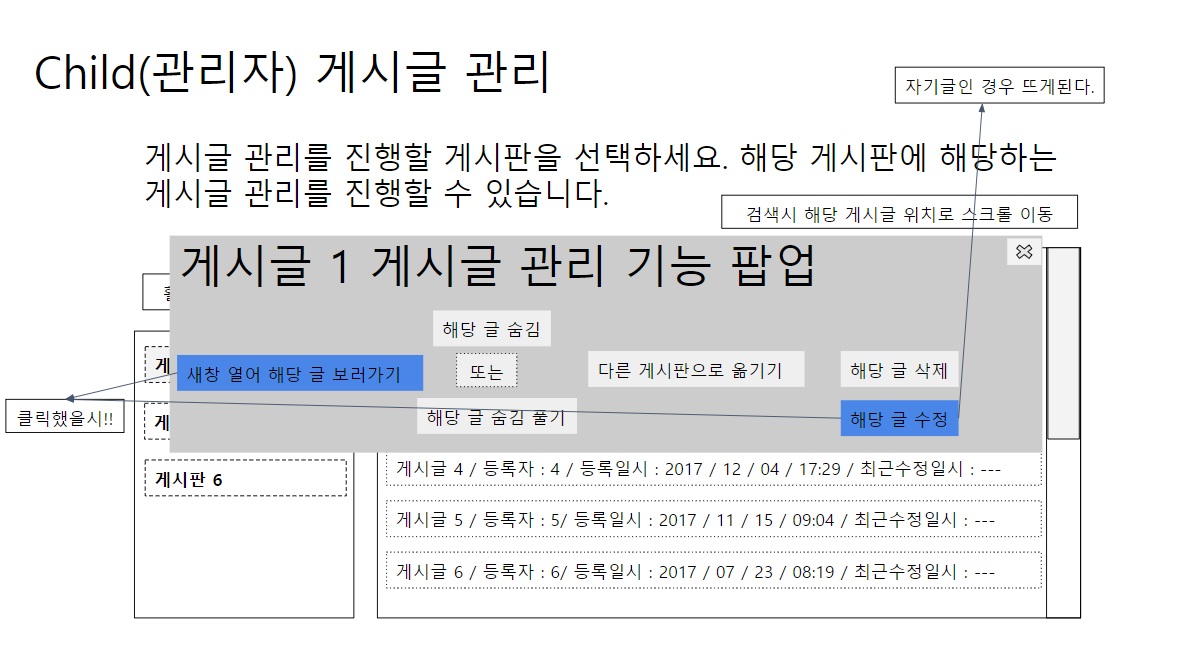 Child(관리자) 게시글 관리
자기글인 경우 뜨게된다.
게시글 관리를 진행할 게시판을 선택하세요. 해당 게시판에 해당하는
게시글 관리를 진행할 수 있습니다.
검색시 해당 게시글 위치로 스크롤 이동
게시글 1 게시글 관리 기능 팝업
해당 글 숨김
새창 열어 해당 글 보러가기
또는
다른 게시판으로 옮기기
해당 글 삭제
클릭했을시!!
해당 글 숨김 풀기
해당 글 수정
게시판 6
게시글 4 / 등록자 : 4 / 등록일시 : 2017 / 12 / 04 / 17:29 / 최근수정일시 : ---
게시글 5 / 등록자 : 5/ 등록일시 : 2017 / 11 / 15 / 09:04 / 최근수정일시 : ---
게시글 6 / 등록자 : 6/ 등록일시 : 2017 / 07 / 23 / 08:19 / 최근수정일시 : ---